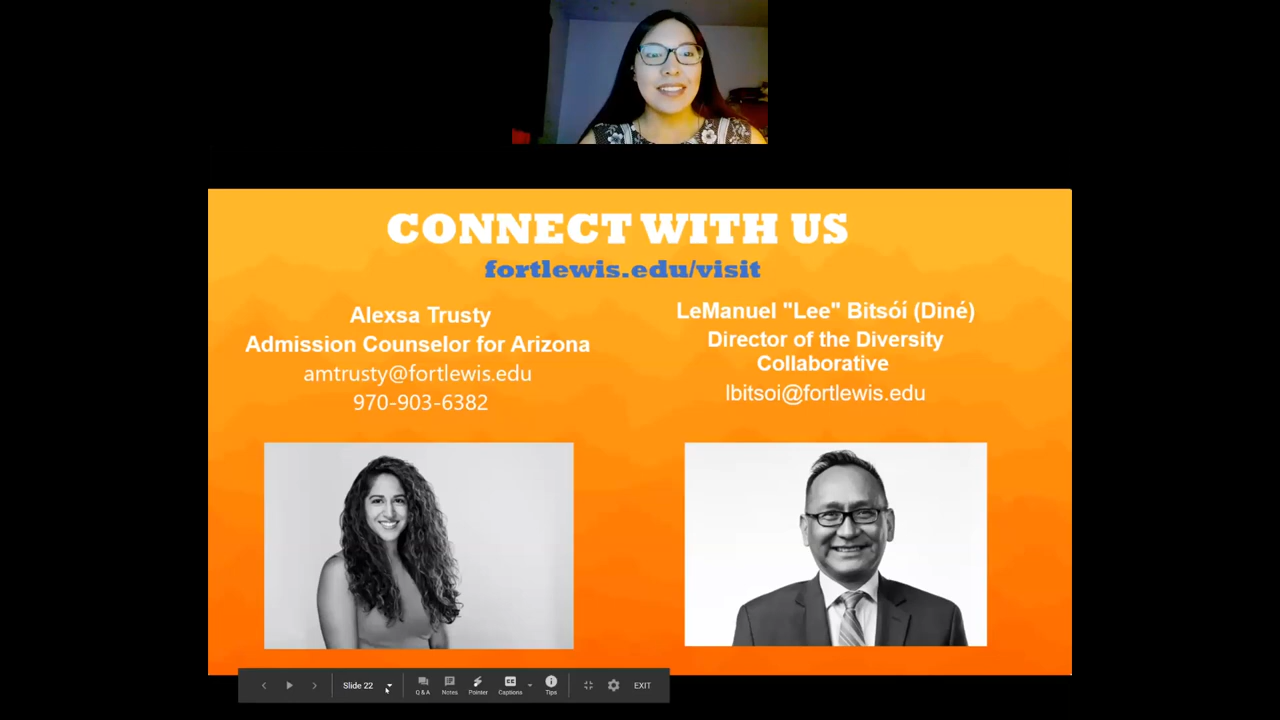 CONNECT WITH US
fortlewis.edu/visit
Alexsa Trusty
Admission Counselor for Arizona
amtrusty@fortlewis.edu
970-903-6382
LeManuel "Lee" Bitsóí (Diné)
Director of the Diversity
Collaborative
lbitsoi@fortlewis.edu
Slide 22
Q & A
Notes
Pointer
CC
Captions
Tips
EXIT